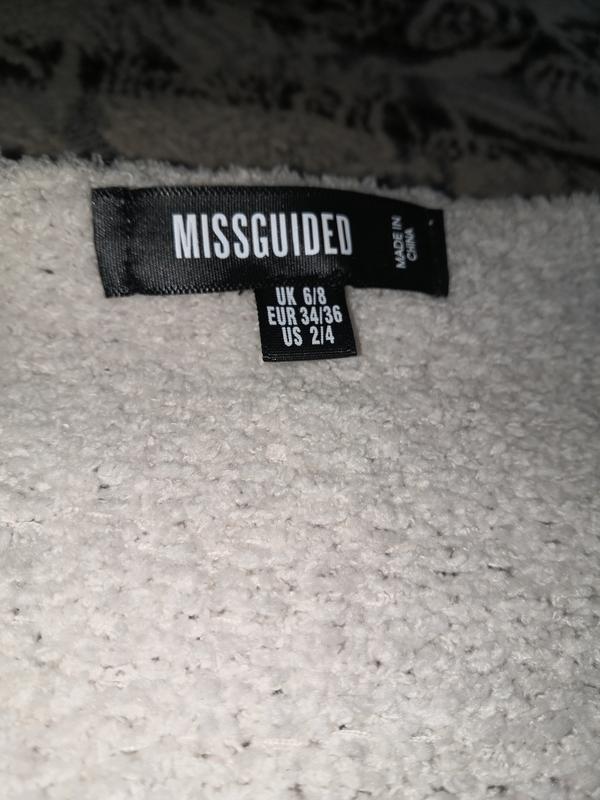 MISSGUIDED
MADE IN
CHINA
UK 6/8
EUR 34/36
US 2/4